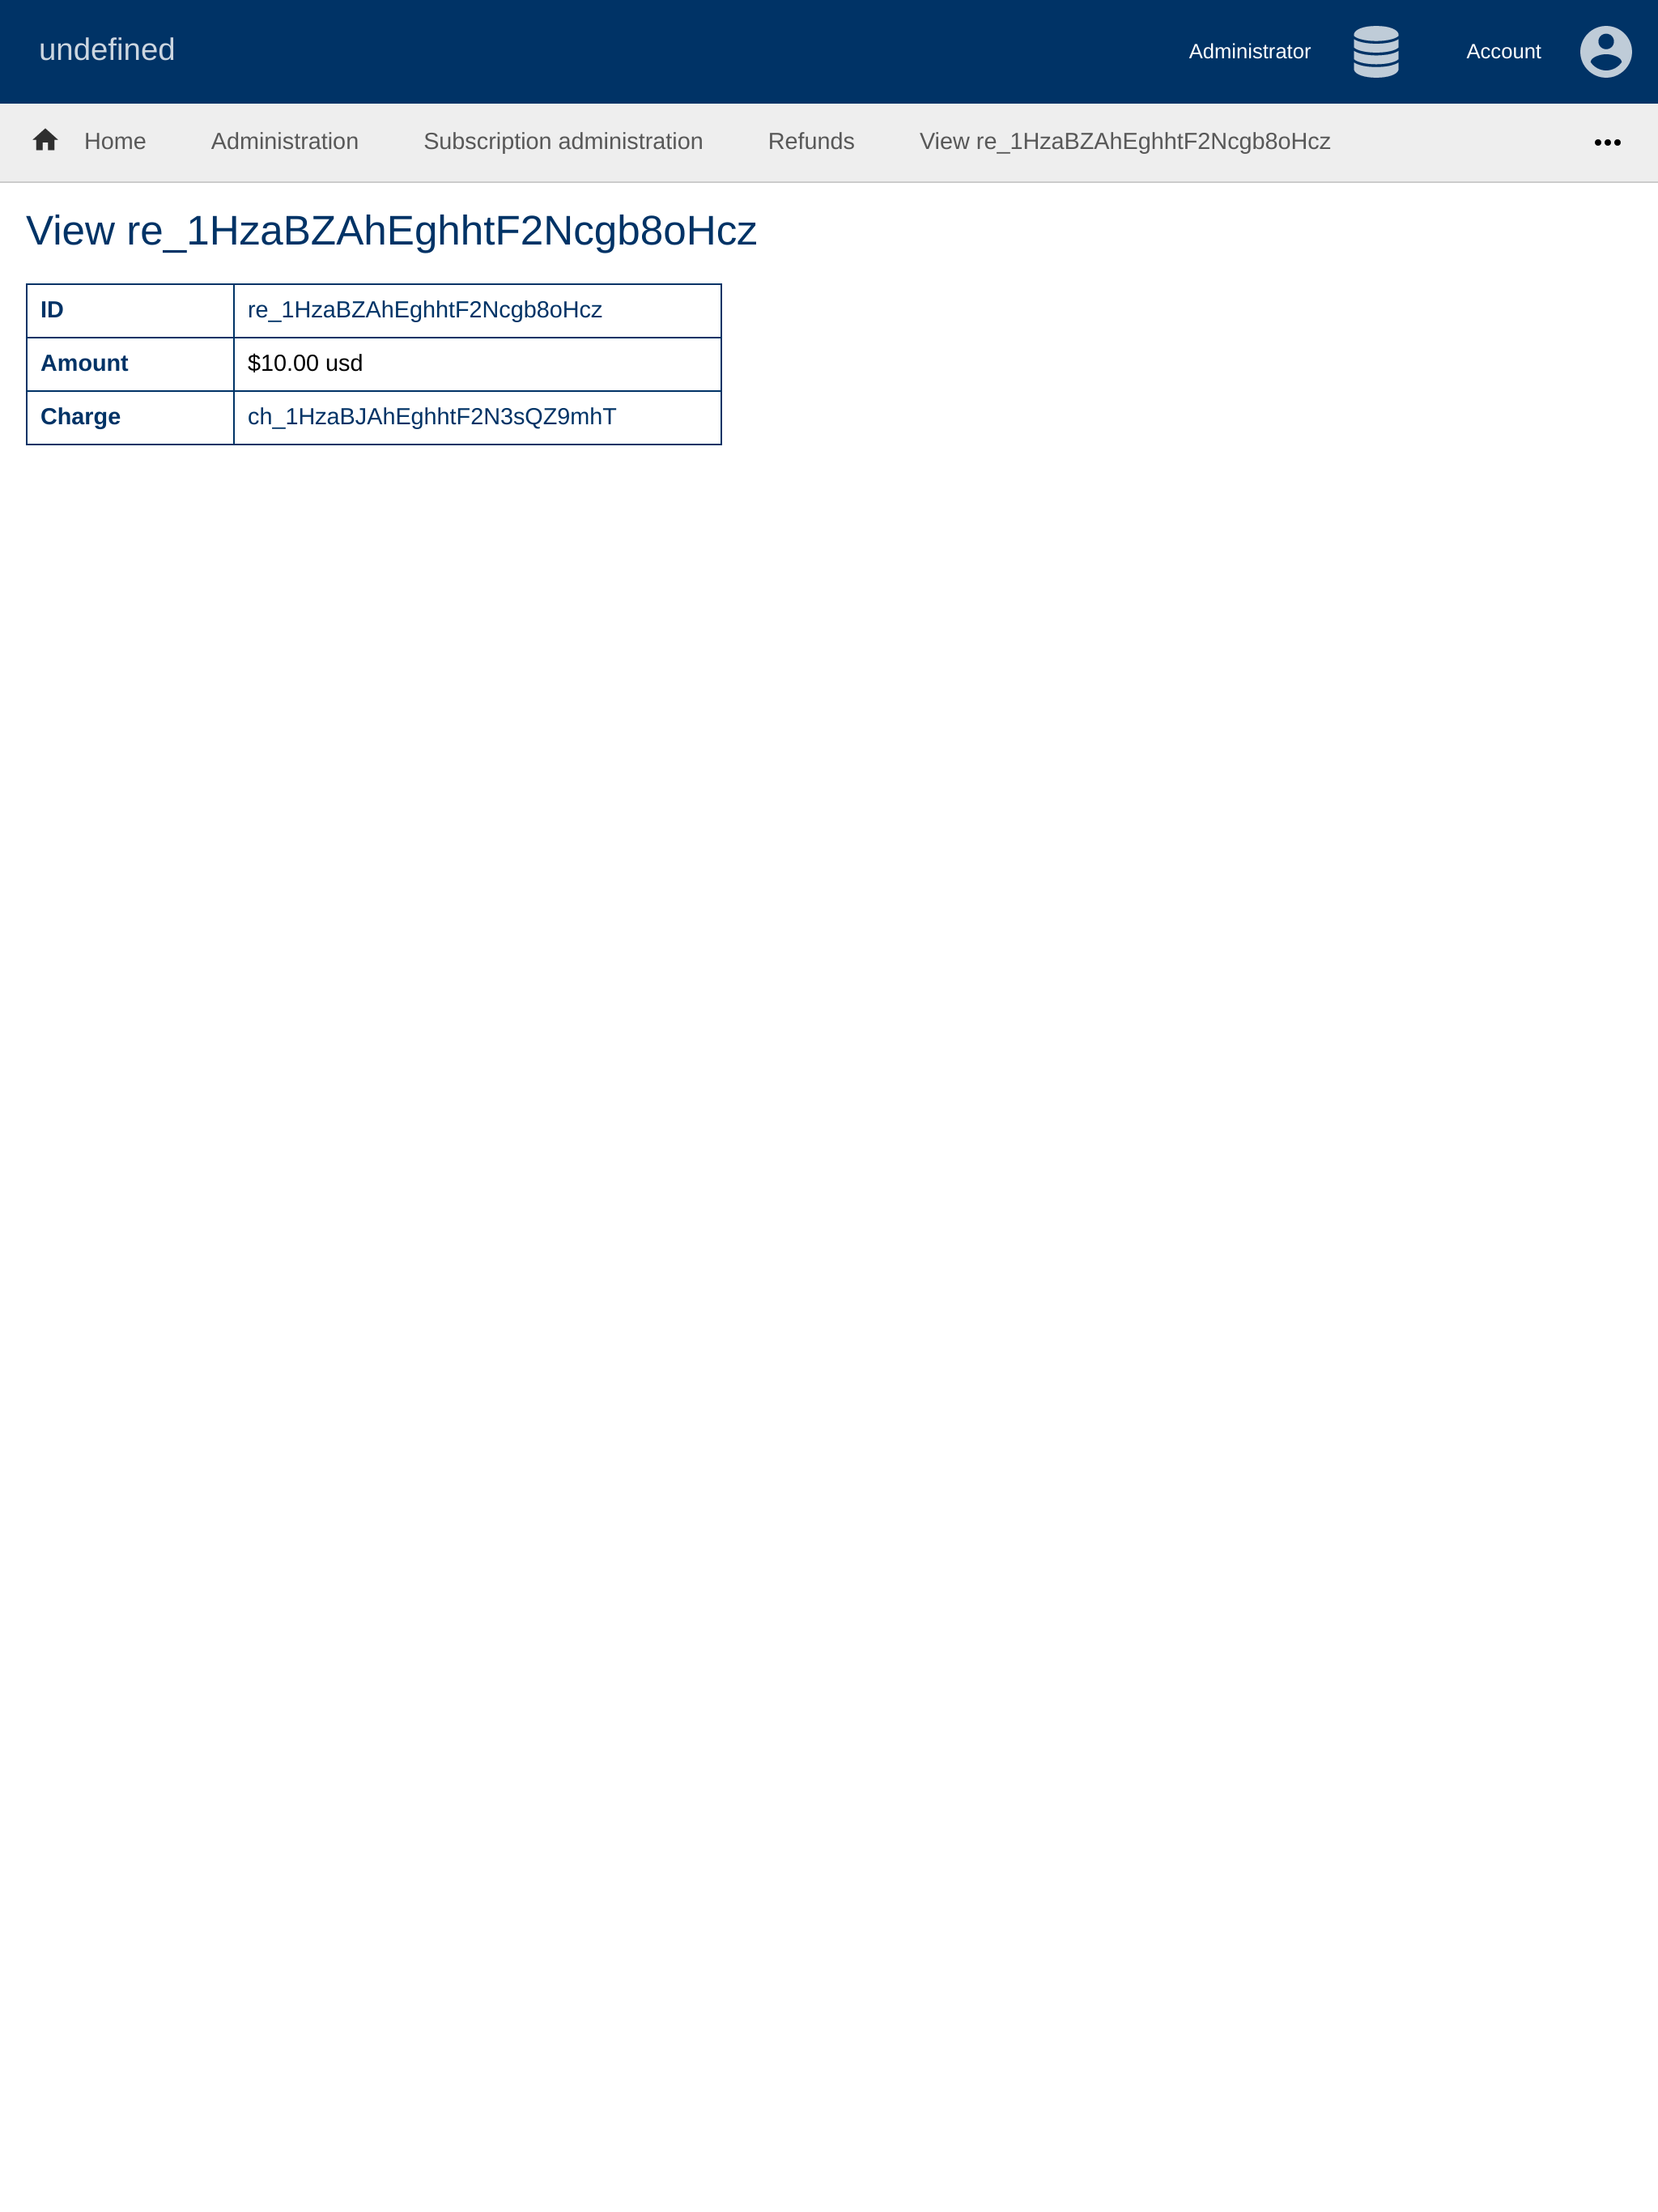 undefined
Administrator
Account
Home
Administration
Subscription administration
Refunds
View re_1HzaBZAhEghhtF2Ncgb8oHcz
•••
View re_1HzaBZAhEghhtF2Ncgb8oHcz
ID re_1HzaBZAhEghhtF2Ncgb8oHcz
Amount $10.00 usd
Charge ch_1HzaBJAhEghhtF2N3sQZ9mhT